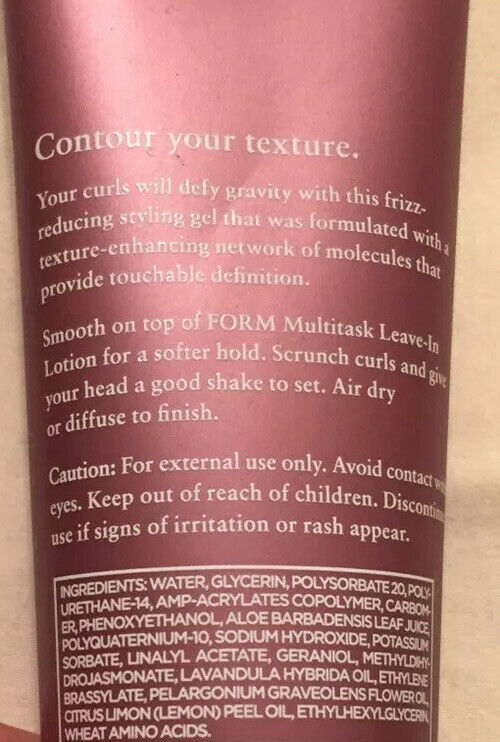 Contour your texture.
Your curls will defy gravity with this frizz-
reducing styling gel that was formulated with a
texture-enhancing network of molecules that
provide touchable definition.
Smooth on top of FORM Multitask Leave-In
Lotion for a softer hold. Scrunch curls and give
your head a good shake to set. Air dry
or diffuse to finish.
Caution: For external use only. Avoid contact
eyes. Keep out of reach of children.
use if signs of irritation or rash appear.
INGREDIENTS: WATER, GLYCERIN, POLYSORBATE 20, POLY-
URETHANE-14, AMP-ACRYLATES COPOLYMER, CARBOM-
ER, PHENOXYETHANOL, ALOE BARBADENSIS LEAF JUICE,
POLYQUATERNIUM-10, SODIUM HYDROXIDE, POTASSIUM
SORBATE, LINALYL ACETATE, GERANIOL, METHYLDIHY-
DROJASMONATE, LAVANDULA HYBRIDA OIL, ETHYLENE
BRASSYLATE, PELARGONIUM GRAVEOLENS FLOWER OIL,
CITRUS LIMON (LEMON) PEEL OIL, ETHYLHEXYLGLYCERIN,
WHEAT AMINO ACIDS.